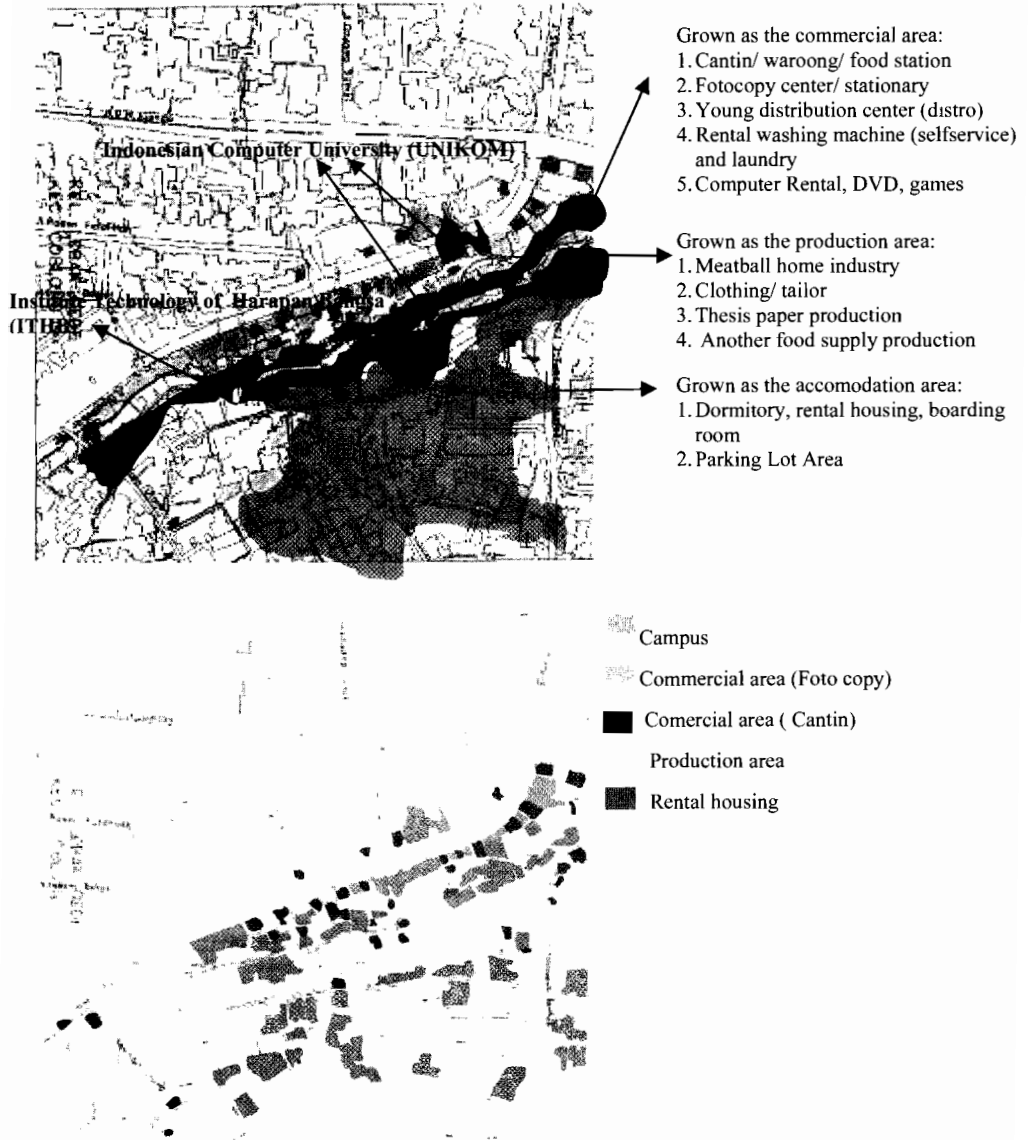 Grown as the commercial area:
1. Cantin/ waroong/ food station
2. Fotocopy center/ stationary
3. Young distribution center (distro)
4. Rental washing machine (selfservice)
and laundry
5. Computer Rental, DVD, games
Indonesian Computer University (UNIKOM)
Grown as the production area:
1. Meatball home industry
2. Clothing/ tailor
3. Thesis paper production
4. Another food supply production
Technology of Harapan Bangsa
Grown as the accomodation area:
1. Dormitory, rental housing, boarding
room
2. Parking Lot Area
Campus
Commercial area (Foto copy)
Comercial area ( Cantin)
Production area
Rental housing